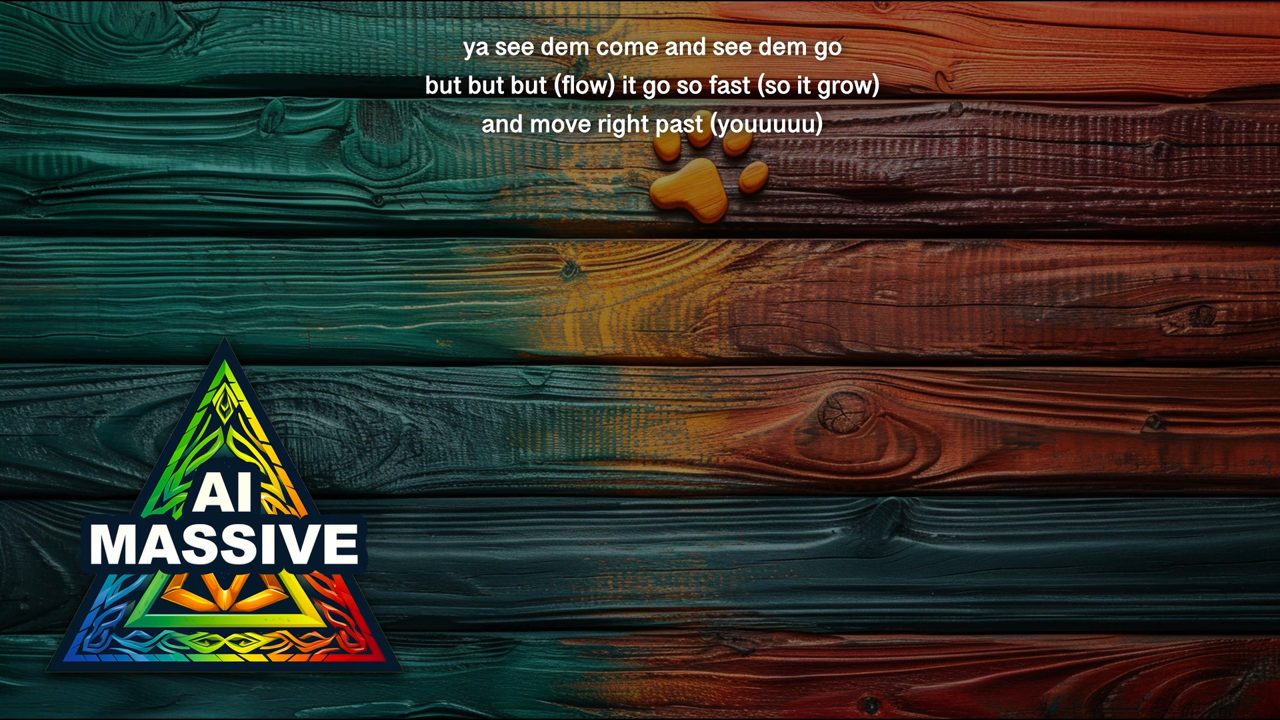 ya see dem come and see dem go
but but but (flow) it go so fast (so it grow)
and move right past (youuuuu)
AI
MASSIVE